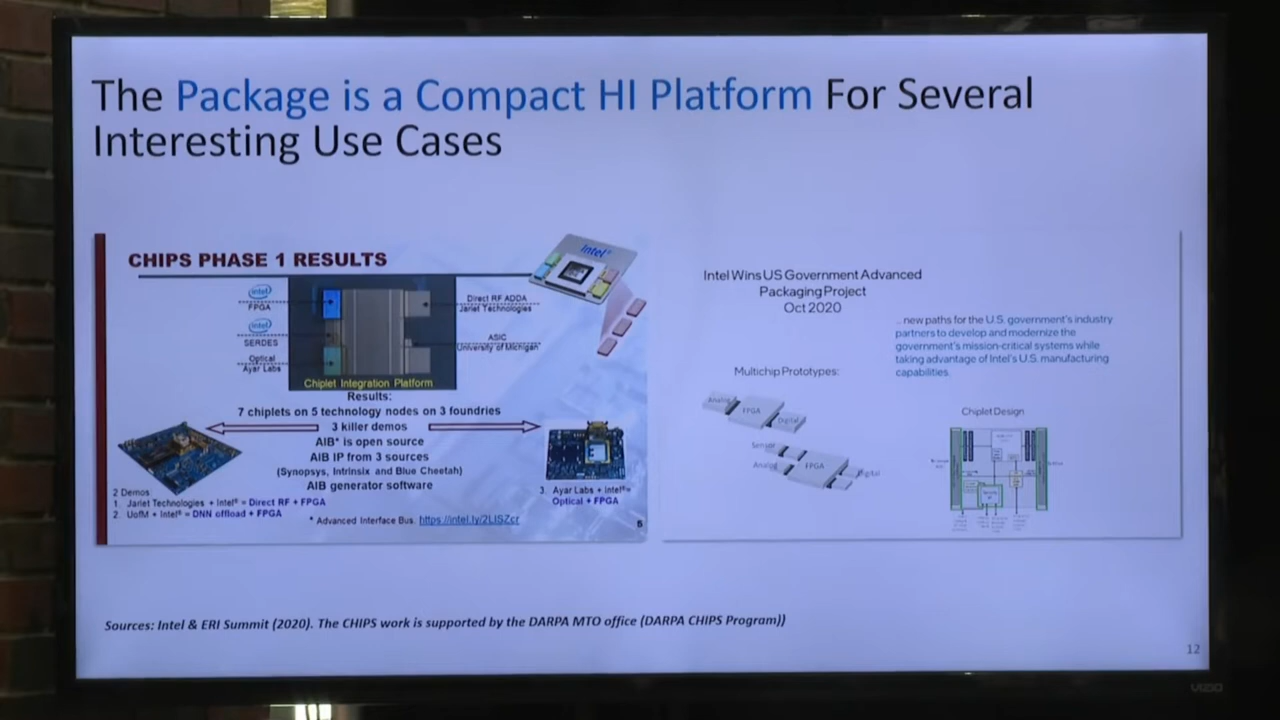 The Package is a Compact HI Platform For Several
Interesting Use Cases
CHIPS PHASE 1 RESULTS
intel
intel
FPGA
intel
SERDES
Optical
Ayar Labs
Direct RF ADDA
Jariet Technologies
ASIC
University of Michigan
Chiplet Integration Platform
Results:
7 chiplets on 5 technology nodes on 3 foundries
3 killer demos
AIB* is open source
AIB IP from 3 sources
(Synopsys, Intrinsix and Blue Cheetah)
AIB generator software
2 Demos
1. Jariet Technologies + Intel® = Direct RF + FPGA
2. UofM + Intel® = DNN offload + FPGA
3. Ayar Labs + Intel®=
Optical + FPGA
* Advanced Interface Bus. https://intel.ly/2LISZcr
5
Intel Wins US Government Advanced
Packaging Project
Oct 2020
.. new paths for the U.S. government's industry
partners to develop and modernize the
government's mission-critical systems while
taking advantage of Intel's U.S. manufacturing
capabilities.
Multichip Prototypes:
Analog
FPGA
Digital
Sensor
Analog
FPGA
Digital
Chiplet Design
Sources: Intel & ERI Summit (2020). The CHIPS work is supported by the DARPA MTO office (DARPA CHIPS Program))
12
VIZIO